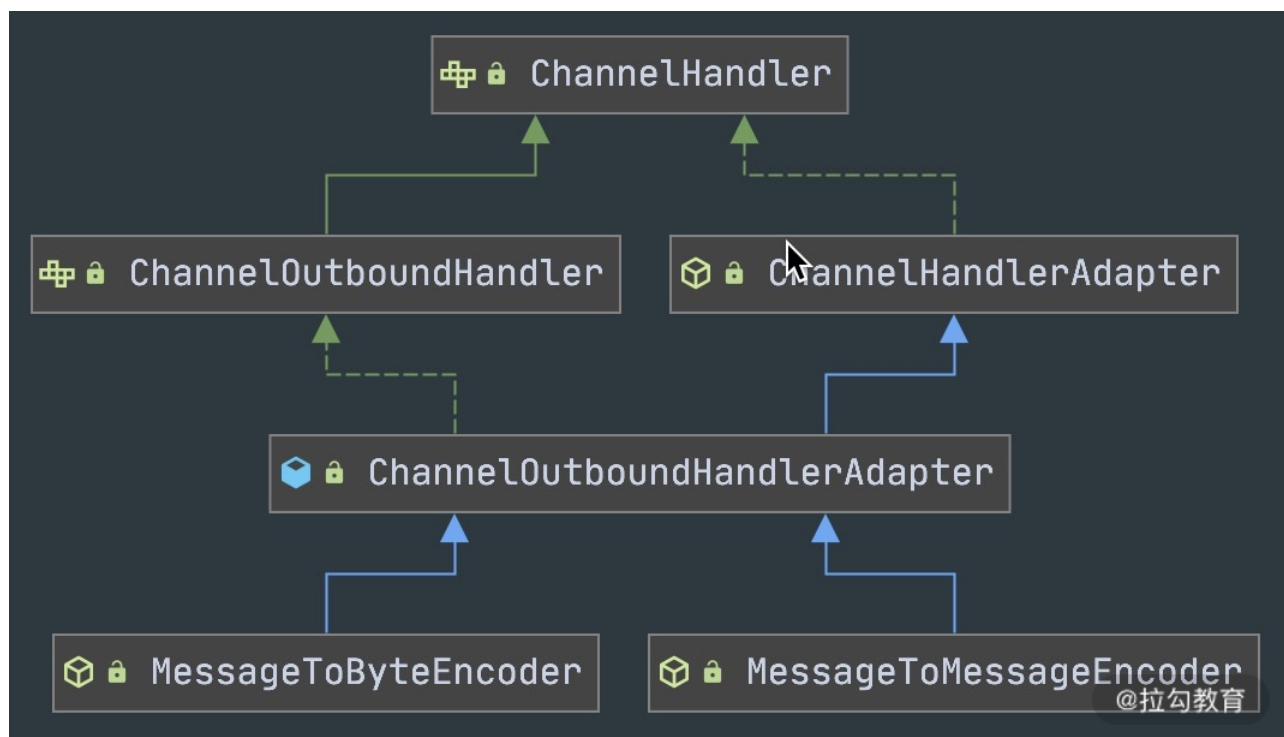 ChannelHandler
ChannelOutboundHandler
ChannelHandlerAdapter
ChannelOutboundHandlerAdapter
MessageToByteEncoder
MessageToMessageEncoder
@拉勾教育